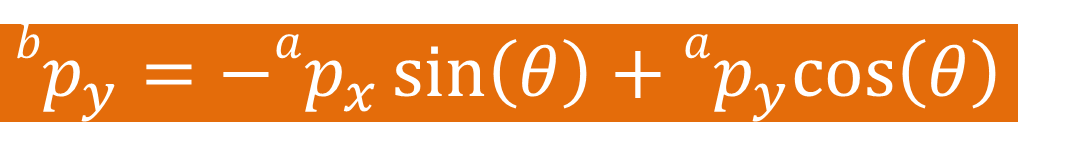 ᵇp_y = −ᵃp_x sin(θ) + ᵃp_y cos(θ)